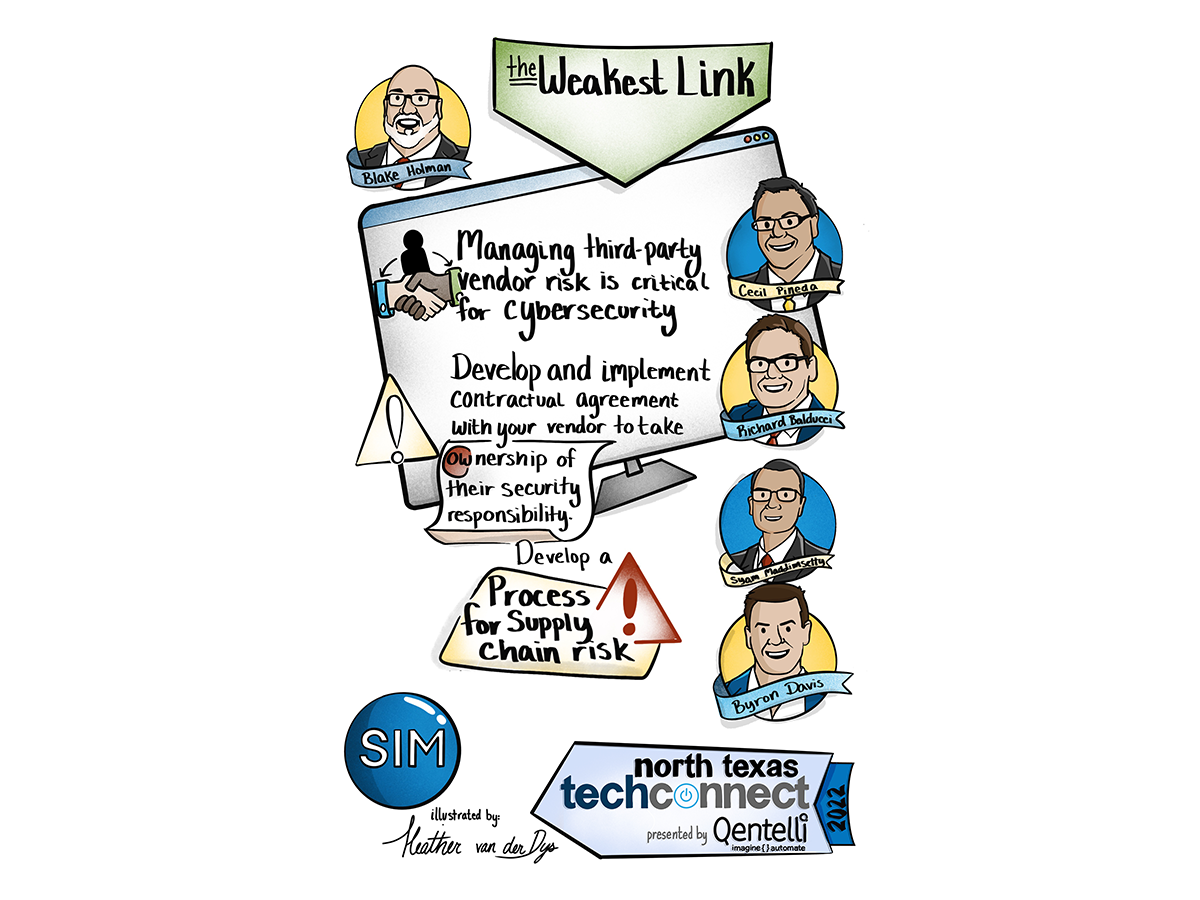 the Weakest Link
Blake Holman
Managing third-party
vendor risk is critical
for cybersecurity
Cecil Pineda
Develop and implement
contractual agreement
with your vendor to take
ownership of
their security
responsibility.
Richard Balducci
Develop a
Process
for Supply
chain risk
Syam Maddimsetty
Byron Davis
SIM
illustrated by:
Heather van der Dys
north texas
techconnect
presented by Qentelli
imagine { } automate
2022